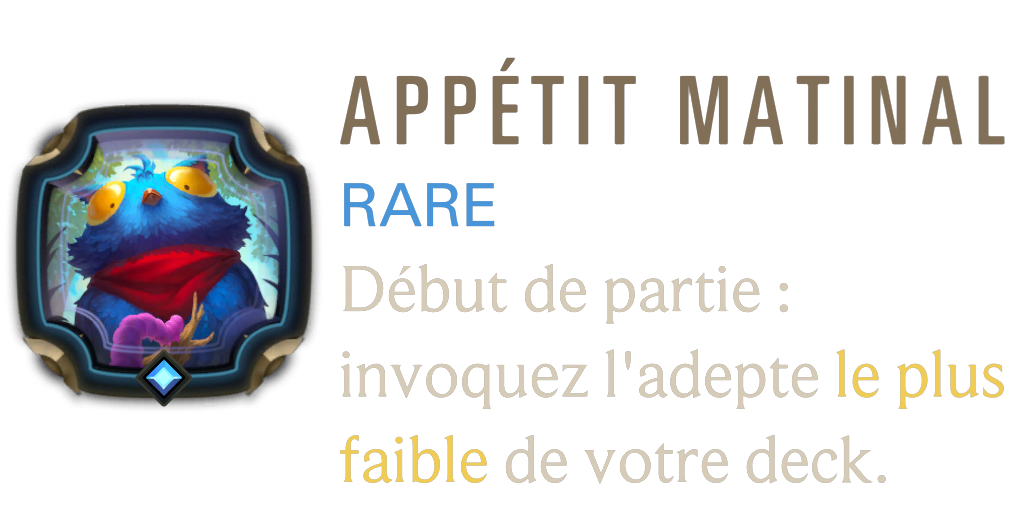 APPÉTIT MATINAL
RARE
Début de partie :
invoquez l'adepte le plus
faible de votre deck.